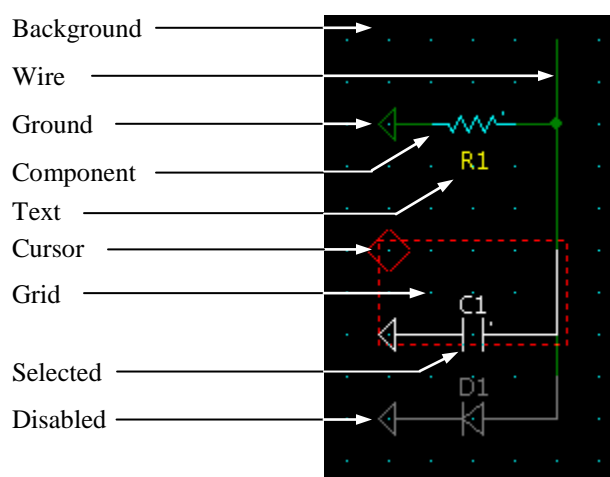 Background
Wire
Ground
Component
R1
Text
Cursor
Grid
C1
Selected
D1
Disabled